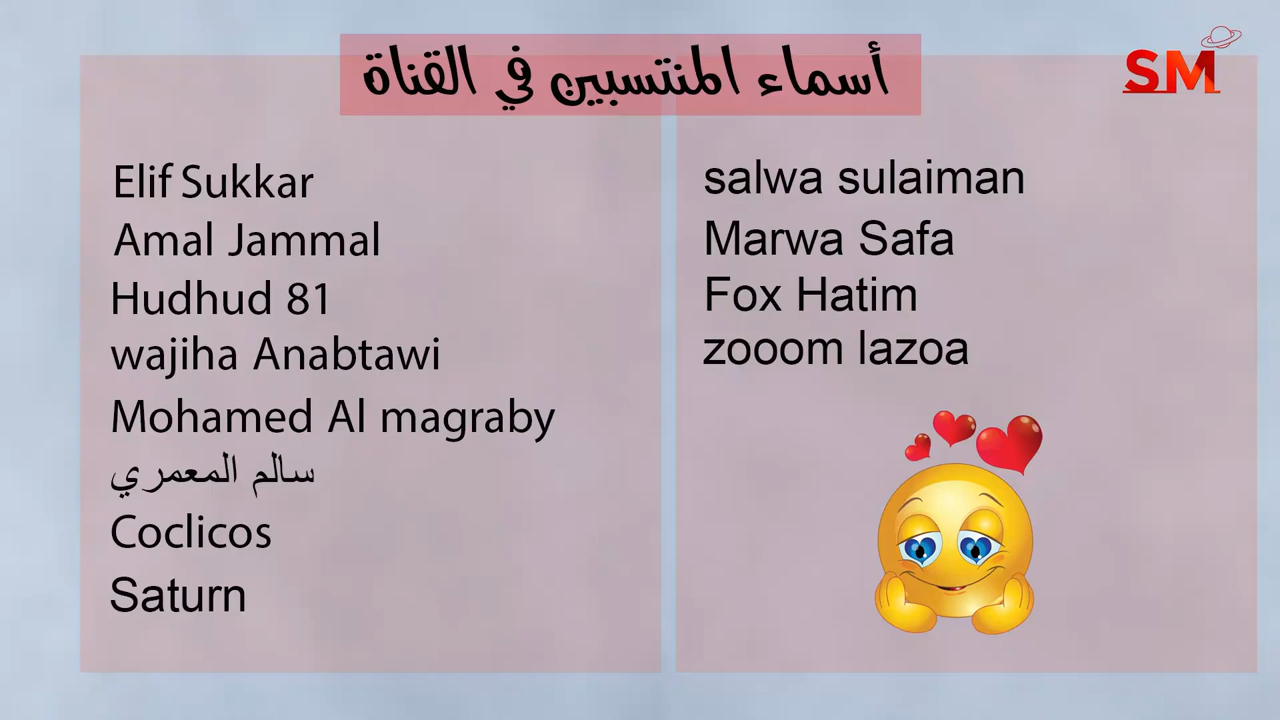 أسماء المنتسبين في القناة
SM
Elif Sukkar
Amal Jammal
Hudhud 81
wajiha Anabtawi
Mohamed Al magraby
سالم المعمري
Coclicos
Saturn
salwa sulaiman
Marwa Safa
Fox Hatim
zooom lazoa